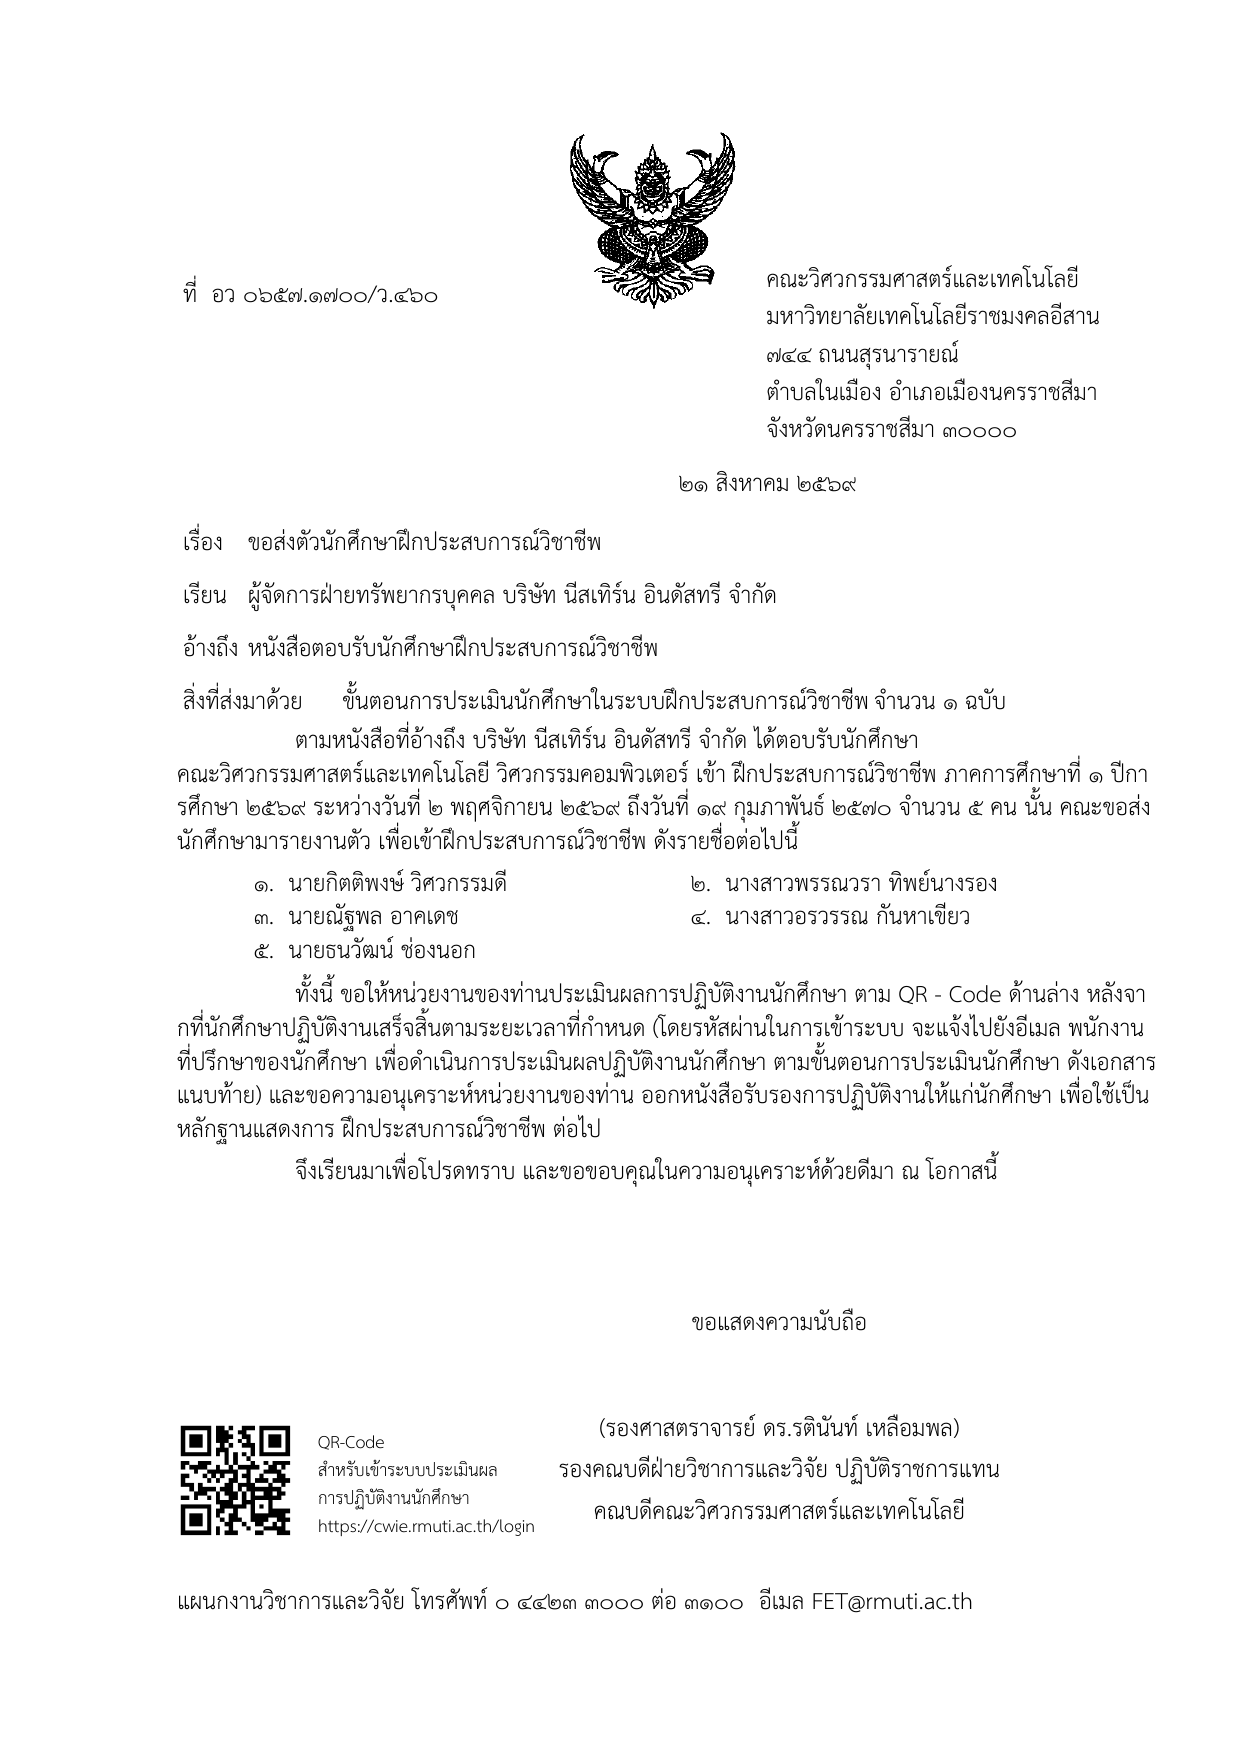 ที่ อว ๐๖๕๗.๑๗๐๐/ว.๔๖๐
คณะวิศวกรรมศาสตร์และเทคโนโลยี
มหาวิทยาลัยเทคโนโลยีราชมงคลอีสาน
๗๔๔ ถนนสุรนารายณ์
ตำบลในเมือง อำเภอเมืองนครราชสีมา
จังหวัดนครราชสีมา ๓๐๐๐๐
๒๑ สิงหาคม ๒๕๖๙
เรื่อง ขอส่งตัวนักศึกษาฝึกประสบการณ์วิชาชีพ
เรียน ผู้จัดการฝ่ายทรัพยากรบุคคล บริษัท นีสเทิร์น อินดัสทรี จำกัด
อ้างถึง หนังสือตอบรับนักศึกษาฝึกประสบการณ์วิชาชีพ
สิ่งที่ส่งมาด้วย ขั้นตอนการประเมินนักศึกษาในระบบฝึกประสบการณ์วิชาชีพ จำนวน ๑ ฉบับ
ตามหนังสือที่อ้างถึง บริษัท นีสเทิร์น อินดัสทรี จำกัด ได้ตอบรับนักศึกษา
คณะวิศวกรรมศาสตร์และเทคโนโลยี วิศวกรรมคอมพิวเตอร์ เข้า ฝึกประสบการณ์วิชาชีพ ภาคการศึกษาที่ ๑ ปีกา
รศึกษา ๒๕๖๙ ระหว่างวันที่ ๒ พฤศจิกายน ๒๕๖๙ ถึงวันที่ ๑๙ กุมภาพันธ์ ๒๕๗๐ จำนวน ๕ คน นั้น คณะขอส่ง
นักศึกษามารายงานตัว เพื่อเข้าฝึกประสบการณ์วิชาชีพ ดังรายชื่อต่อไปนี้
๑. นายกิตติพงษ์ วิศวกรรมดี ๒. นางสาวพรรณวรา ทิพย์นางรอง
๓. นายณัฐพล อาคเดช ๔. นางสาวอรวรรณ กันหาเขียว
๕. นายธนวัฒน์ ช่องนอก
ทั้งนี้ ขอให้หน่วยงานของท่านประเมินผลการปฏิบัติงานนักศึกษา ตาม QR - Code ด้านล่าง หลังจา
กที่นักศึกษาปฏิบัติงานเสร็จสิ้นตามระยะเวลาที่กำหนด (โดยรหัสผ่านในการเข้าระบบ จะแจ้งไปยังอีเมล พนักงาน
ที่ปรึกษาของนักศึกษา เพื่อดำเนินการประเมินผลปฏิบัติงานนักศึกษา ตามขั้นตอนการประเมินนักศึกษา ดังเอกสาร
แนบท้าย) และขอความอนุเคราะห์หน่วยงานของท่าน ออกหนังสือรับรองการปฏิบัติงานให้แก่นักศึกษา เพื่อใช้เป็น
หลักฐานแสดงการ ฝึกประสบการณ์วิชาชีพ ต่อไป
จึงเรียนมาเพื่อโปรดทราบ และขอขอบคุณในความอนุเคราะห์ด้วยดีมา ณ โอกาสนี้
ขอแสดงความนับถือ
(รองศาสตราจารย์ ดร.รตินันท์ เหลือมพล)
รองคณบดีฝ่ายวิชาการและวิจัย ปฏิบัติราชการแทน
คณบดีคณะวิศวกรรมศาสตร์และเทคโนโลยี
QR-Code
สำหรับเข้าระบบประเมินผล
การปฏิบัติงานนักศึกษา
https://cwie.rmuti.ac.th/login
แผนกงานวิชาการและวิจัย โทรศัพท์ ๐ ๔๔๒๓ ๓๐๐๐ ต่อ ๓๑๐๐ อีเมล FET@rmuti.ac.th